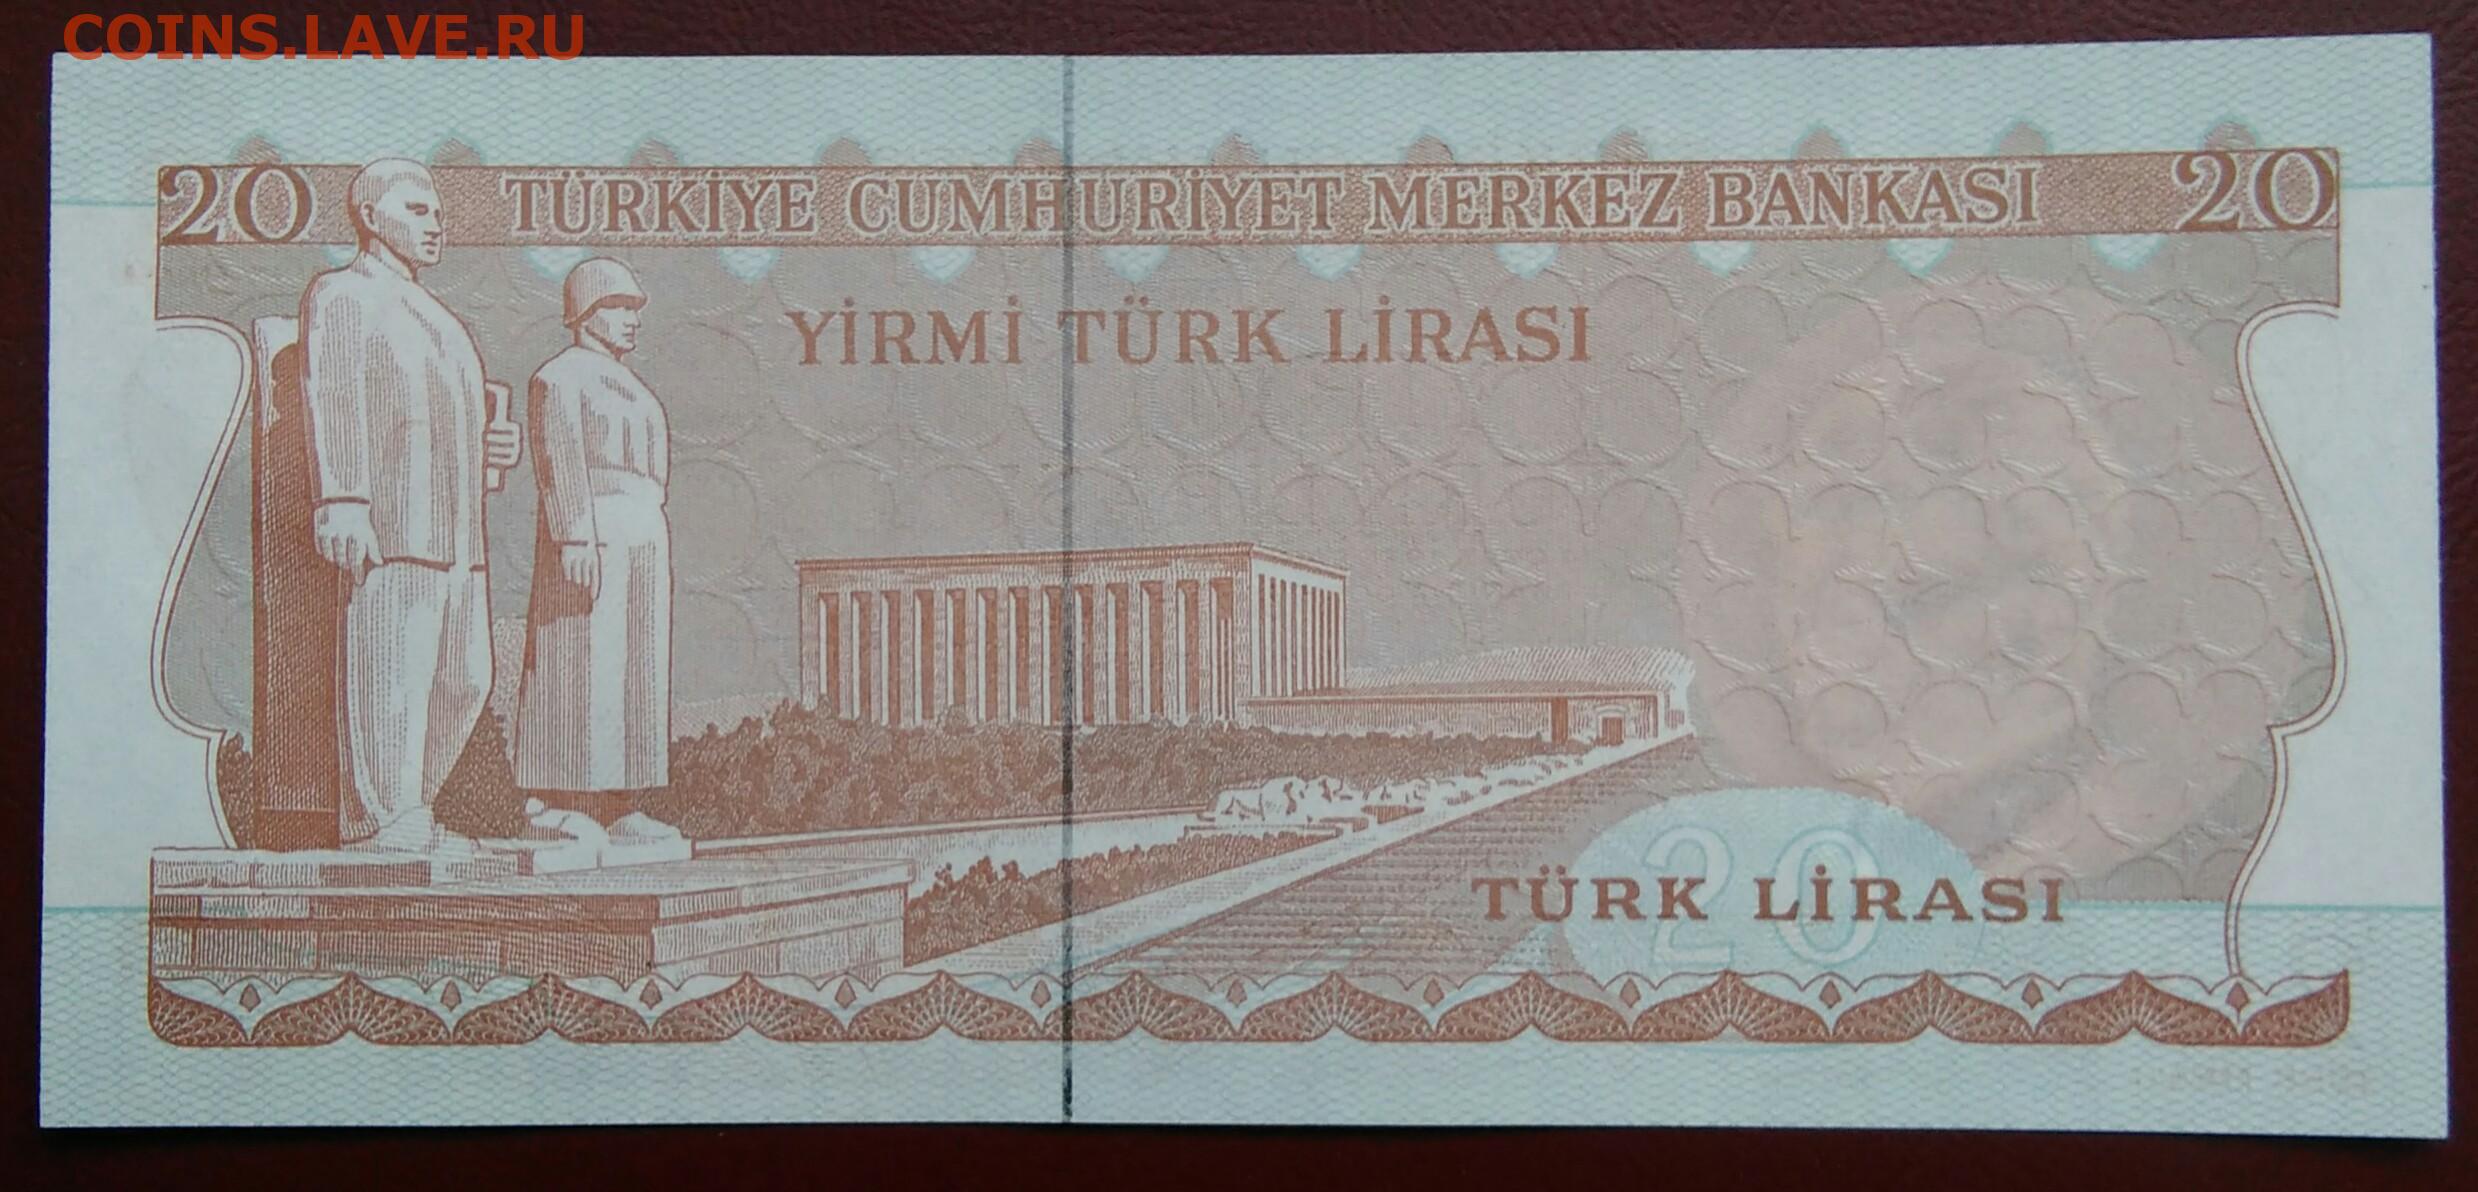 COINS.LAVE.RU
20 TÜRKİYE CUMHURİYET MERKEZ BANKASI 20
YİRMİ TÜRK LİRASI
20
TÜRK LİRASI